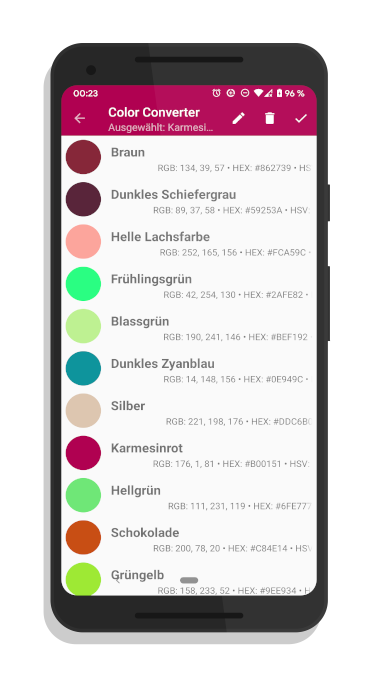 00:23
96 %
Color Converter
Ausgewählt: Karmesi...
Braun
RGB: 134, 39, 57 • HEX: #862739 • HS
Dunkles Schiefergrau
RGB: 89, 37, 58 • HEX: #59253A • HSV
Helle Lachsfarbe
RGB: 252, 165, 156 • HEX: #FCA59C •
Frühlingsgrün
RGB: 42, 254, 130 • HEX: #2AFE82 •
Blassgrün
RGB: 190, 241, 146 • HEX: #BEF192
Dunkles Zyanblau
RGB: 14, 148, 156 • HEX: #0E949C •
Silber
RGB: 221, 198, 176 • HEX: #DDC6B0
Karmesinrot
RGB: 176, 1, 81 • HEX: #B00151 • HSV:
Hellgrün
RGB: 111, 231, 119 • HEX: #6FE777
Schokolade
RGB: 200, 78, 20 • HEX: #C84E14 • HSV
Grüngelb
RGB: 158, 233, 52 • HEX: #9EE934 • H